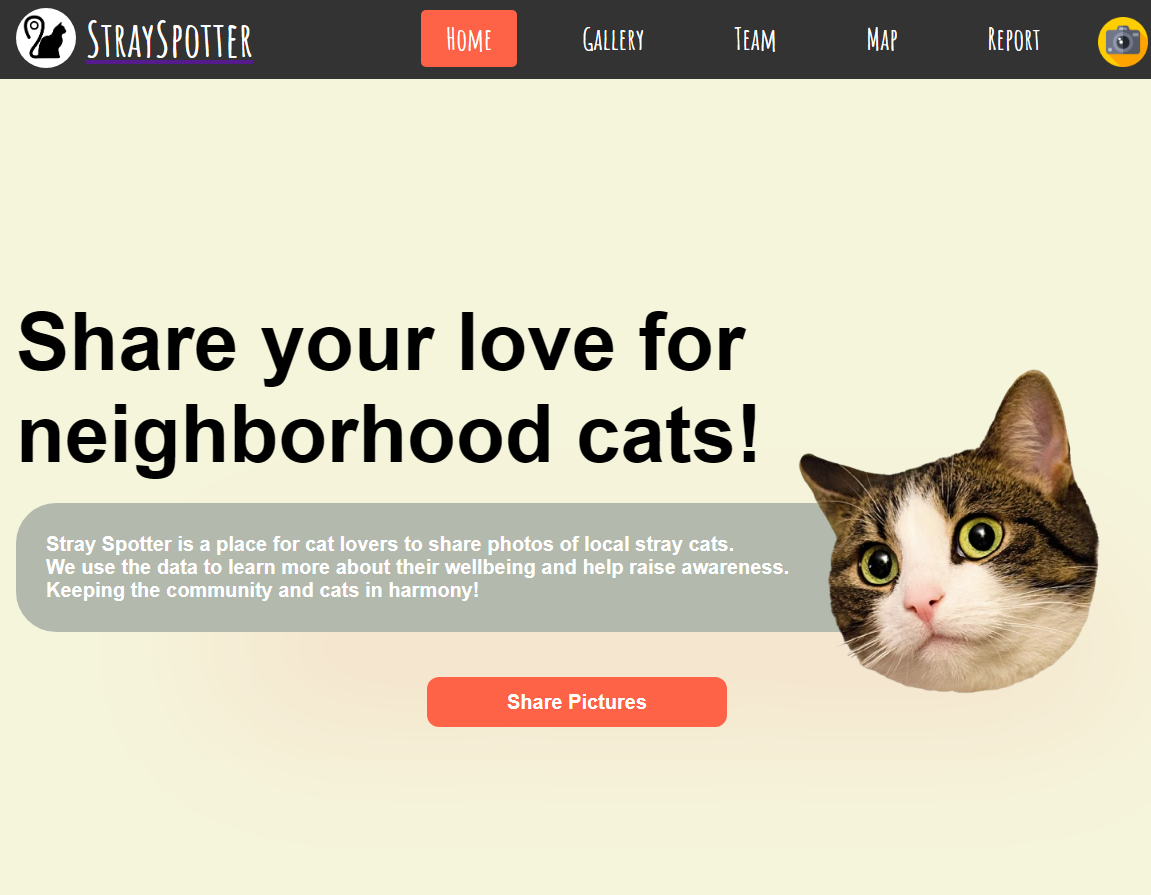 StraySpotter
Home
Gallery
Team
Map
Report
Share your love for
neighborhood cats!
Stray Spotter is a place for cat lovers to share photos of local stray cats.
We use the data to learn more about their wellbeing and help raise awareness.
Keeping the community and cats in harmony!
Share Pictures